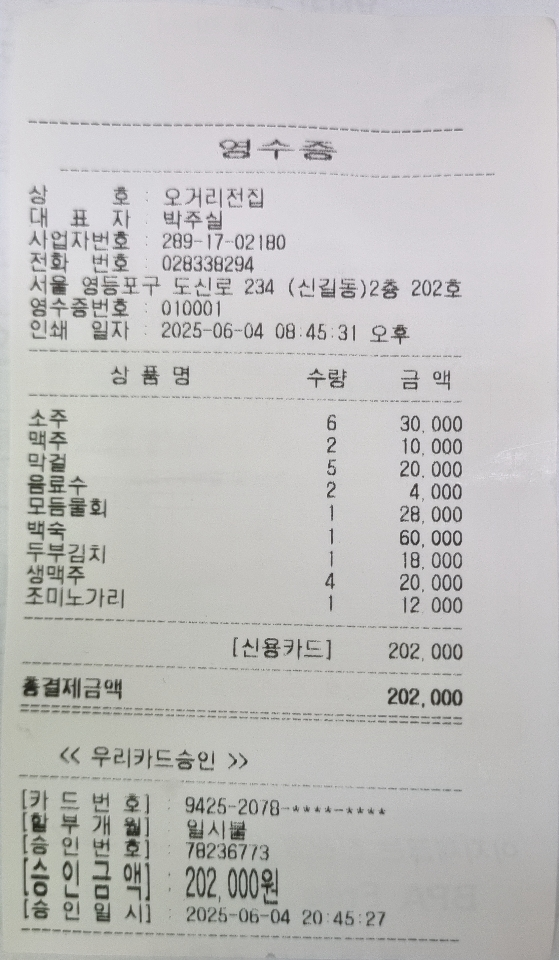 영수증
상 호 : 오거리전집
대 표 자 : 박주실
사업자번호 : 289-17-02180
전화 번호 : 028338294
서울 영등포구 도신로 234 (신길동)2층 202호
영수증번호 : 010001
인쇄 일자 : 2025-06-04 08:45:31 오후
상 품 명 수량 금 액
소주 6 30,000
맥주 2 10,000
막걸 5 20,000
음료수 2 4,000
모듬물회 1 28,000
백숙 1 60,000
두부김치 1 18,000
생맥주 4 20,000
조미노가리 1 12,000
[신용카드] 202,000
총결제금액 202,000
<< 우리카드승인 >>
[카 드 번 호] : 9425-2078-****-****
[할 부 개 월] : 일시불
[승 인 번 호] : 78236773
[승 인 금 액] : 202,000원
[승 인 일 시] : 2025-06-04 20:45:27